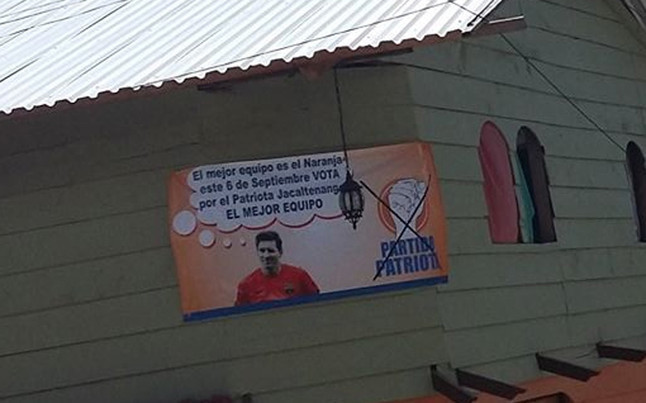 El mejor equipo es el Naranja
este 6 de Septiembre VOTA
por el Patriota Jacaltenang
EL MEJOR EQUIPO
PARTIDO
PATRIOTA